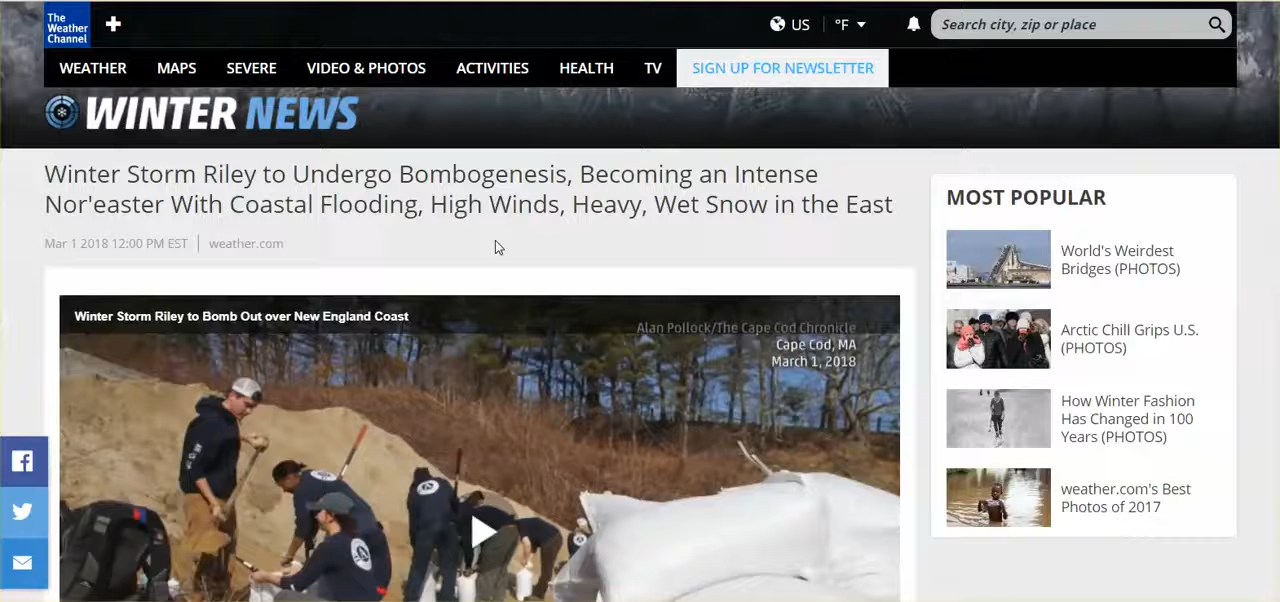 The
Weather
Channel
US
°F
Search city, zip or place
WEATHER MAPS SEVERE VIDEO & PHOTOS ACTIVITIES HEALTH TV SIGN UP FOR NEWSLETTER
WINTER NEWS
Winter Storm Riley to Undergo Bombogenesis, Becoming an Intense
Nor'easter With Coastal Flooding, High Winds, Heavy, Wet Snow in the East
Mar 1 2018 12:00 PM EST | weather.com
Winter Storm Riley to Bomb Out over New England Coast
Alan Pollock/The Cape Cod Chronicle
Cape Cod, MA
March 1, 2018
MOST POPULAR
World's Weirdest
Bridges (PHOTOS)
Arctic Chill Grips U.S.
(PHOTOS)
How Winter Fashion
Has Changed in 100
Years (PHOTOS)
weather.com's Best
Photos of 2017